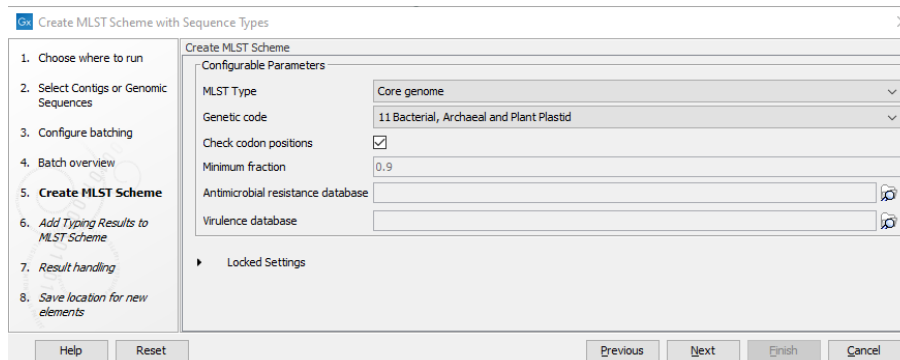 Gx Create MLST Scheme with Sequence Types
1. Choose where to run
2. Select Contigs or Genomic
Sequences
3. Configure batching
4. Batch overview
5. Create MLST Scheme
6. Add Typing Results to
MLST Scheme
7. Result handling
8. Save location for new
elements
Create MLST Scheme
Configurable Parameters
MLST Type Core genome
Genetic code 11 Bacterial, Archaeal and Plant Plastid
Check codon positions
Minimum fraction 0.9
Antimicrobial resistance database
Virulence database
Locked Settings
Help Reset Previous Next Finish Cancel